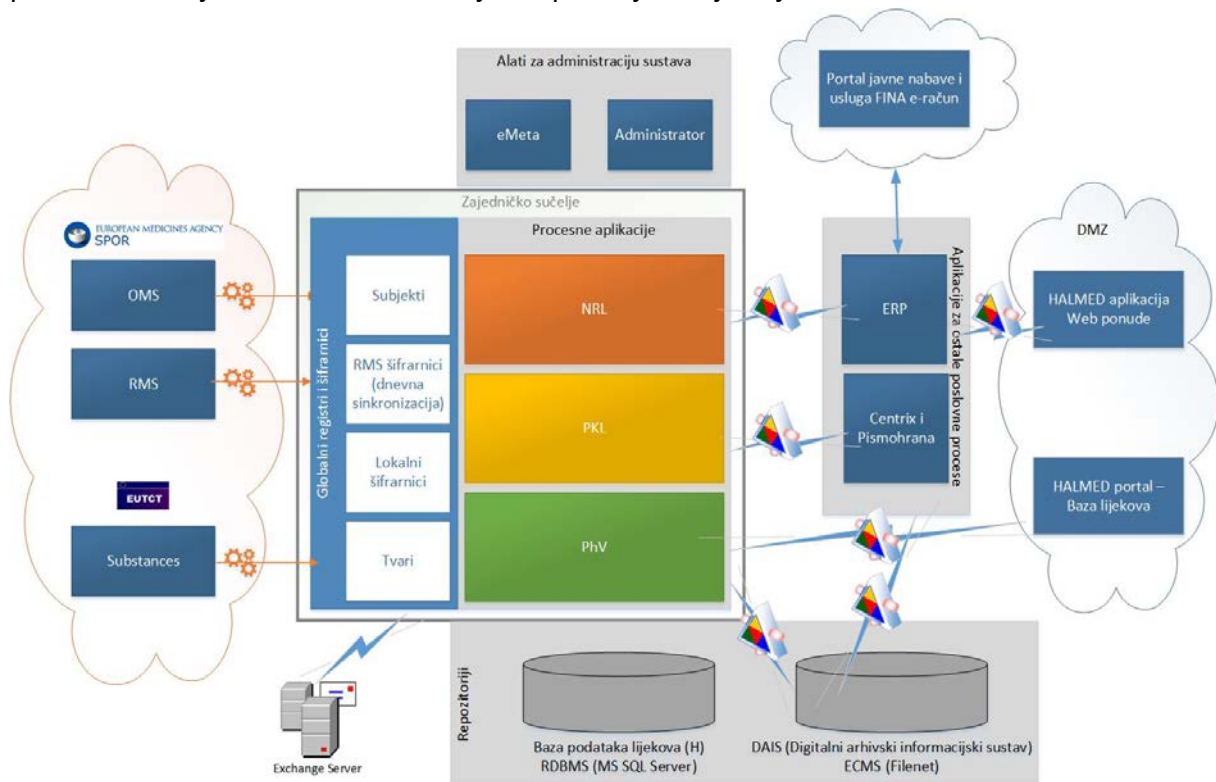 Alati za administraciju sustava
eMeta
Administrator
Portal javne nabave i
usluga FINA e-račun
Zajedničko sučelje
Procesne aplikacije
EUROPEAN MEDICINES AGENCY
SPOR
OMS
RMS
EUTCT
Substances
Globalni registri i šifrarnici
Subjekti
RMS šifrarnici
(dnevna
sinkronizacija)
Lokalni
šifrarnici
Tvari
NRL
PKL
PhV
Aplikacije za ostale poslovne procese
ERP
Centrix i
Pismohrana
DMZ
HALMED aplikacija
Web ponude
HALMED portal –
Baza lijekova
Exchange Server
Repozitoriji
Baza podataka lijekova (H)
RDBMS (MS SQL Server)
DAIS (Digitalni arhivski informacijski sustav)
ECMS (Filenet)